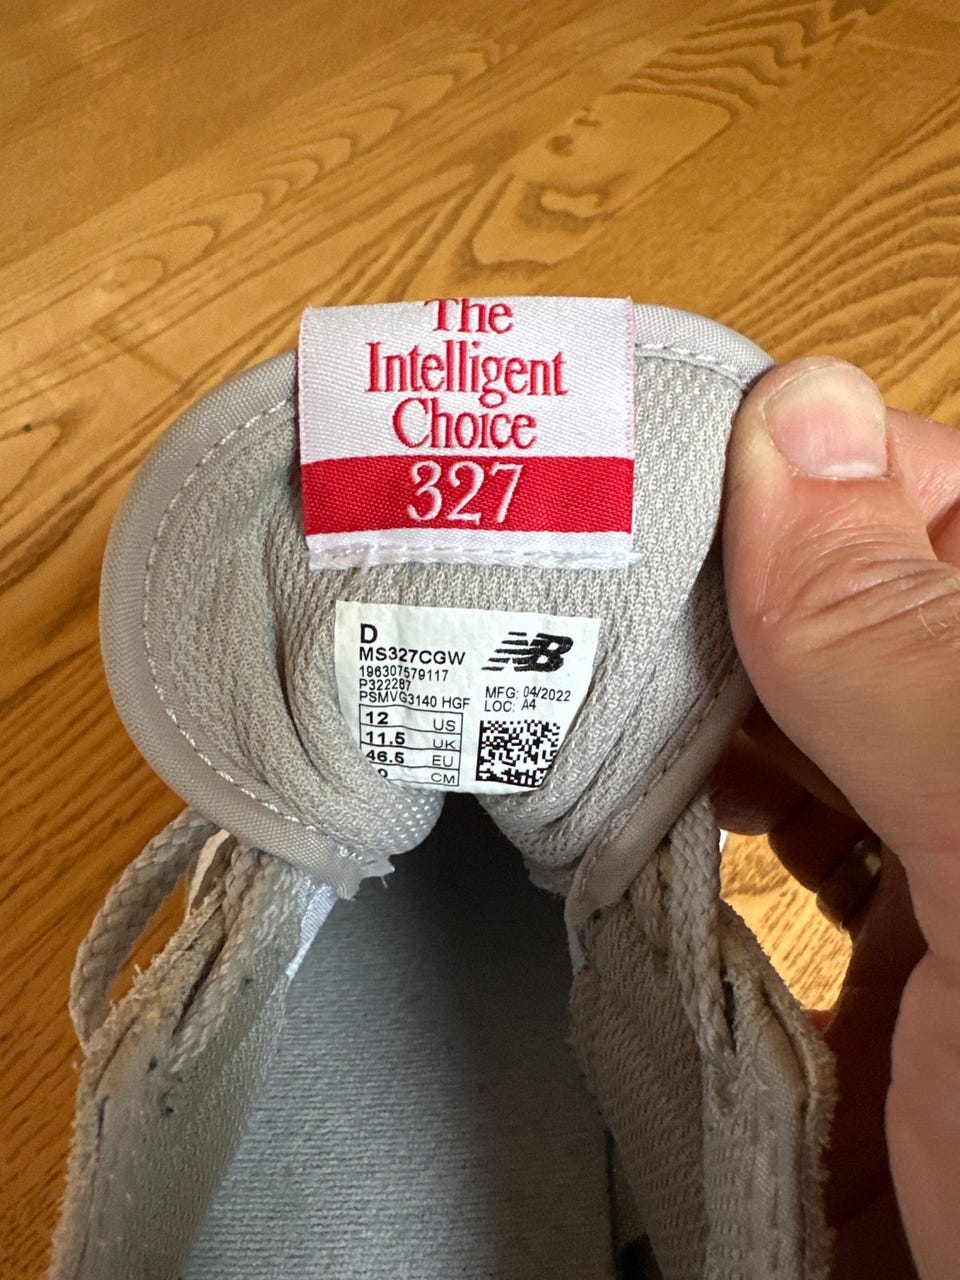 The
Intelligent
Choice
327
D
MS327CGW
196307579117
P322287
PSMVG3140 HGF
12 US
11.5 UK
46.5 EU
CM
NB
MFG: 04/2022
LOC: A4